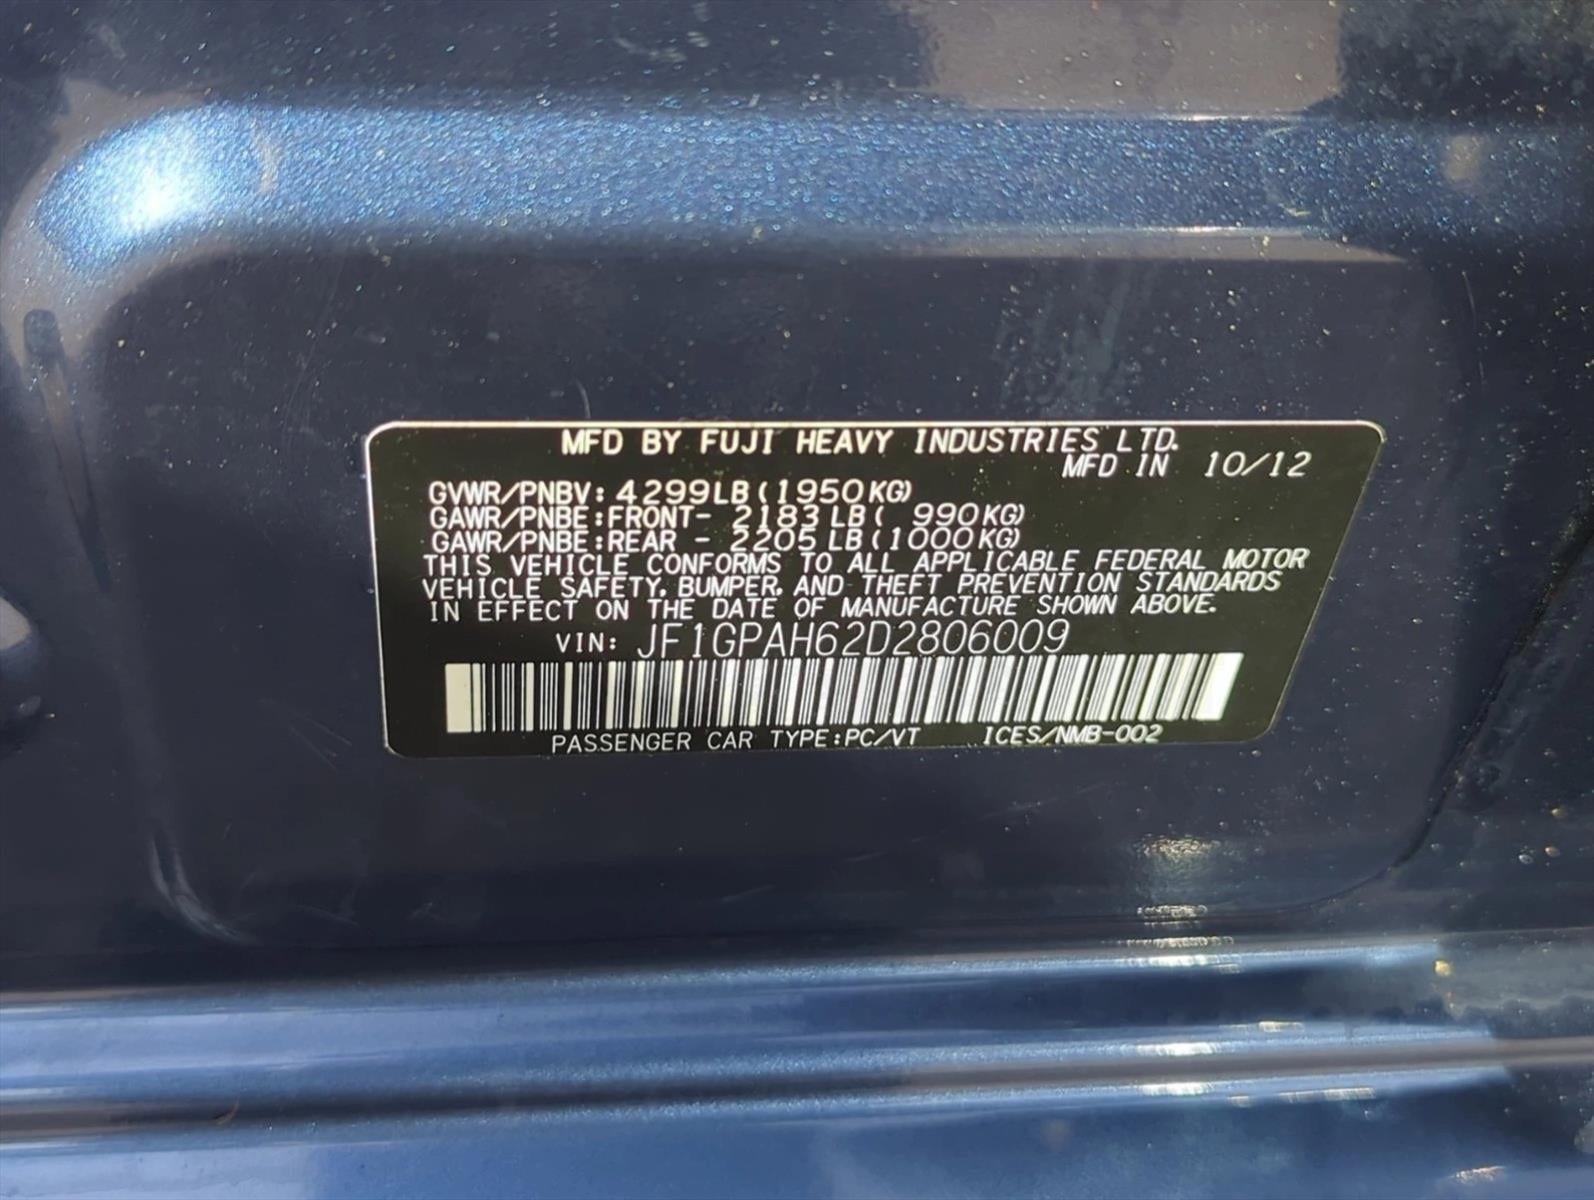 MFD BY FUJI HEAVY INDUSTRIES LTD.
MFD IN 10/12
GVWR/PNBV: 4299LB(1950KG)
GAWR/PNBE:FRONT- 2183LB( 990KG)
GAWR/PNBE:REAR - 2205LB(1000KG)
THIS VEHICLE CONFORMS TO ALL APPLICABLE FEDERAL MOTOR
VEHICLE SAFETY, BUMPER, AND THEFT PREVENTION STANDARDS
IN EFFECT ON THE DATE OF MANUFACTURE SHOWN ABOVE.
VIN: JF1GPAH62D2806009
PASSENGER CAR TYPE:PC/VT ICES/NMB-002